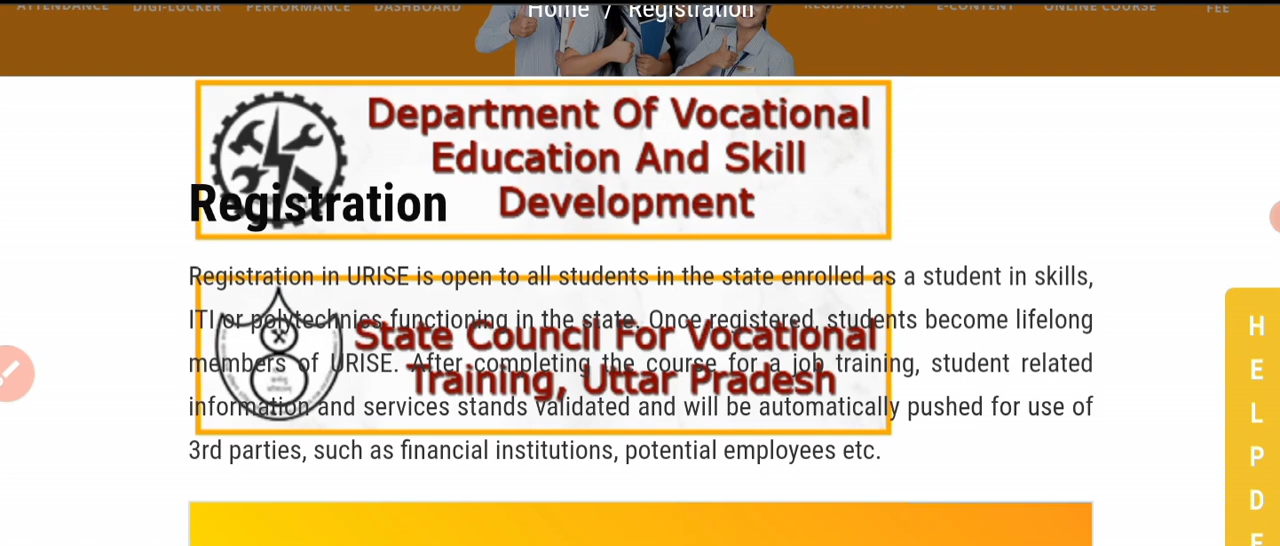 ATTENDANCE DIGI-LOCKER PERFORMANCE DASHBOARD REGISTRATION E-CONTENT ONLINE COURSE FEE
Home / Registration
Department Of Vocational
Education And Skill
Development
Registration
Registration in URISE is open to all students in the state enrolled as a student in skills,
ITI or polytechnics functioning in the state. Once registered, students become lifelong
members of URISE. After completing the course for a job training, student related
information and services stands validated and will be automatically pushed for use of
3rd parties, such as financial institutions, potential employees etc.
State Council For Vocational
Training, Uttar Pradesh
H
E
L
P
D
E